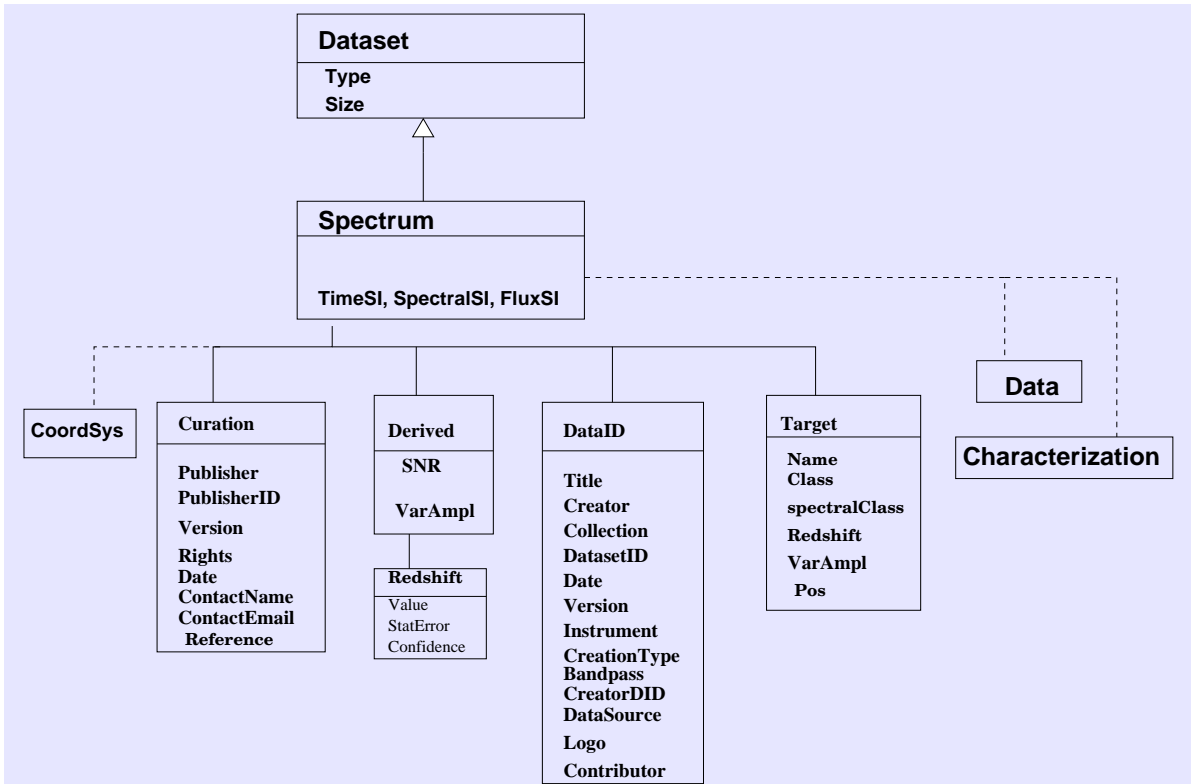 Dataset
Type
Size
Spectrum
TimeSI, SpectralSI, FluxSI
CoordSys
Curation
Publisher
PublisherID
Version
Rights
Date
ContactName
ContactEmail
Reference
Derived
SNR
VarAmpl
Redshift
Value
StatError
Confidence
DataID
Title
Creator
Collection
DatasetID
Date
Version
Instrument
CreationType
Bandpass
CreatorDID
DataSource
Logo
Contributor
Target
Name
Class
spectralClass
Redshift
VarAmpl
Pos
Data
Characterization